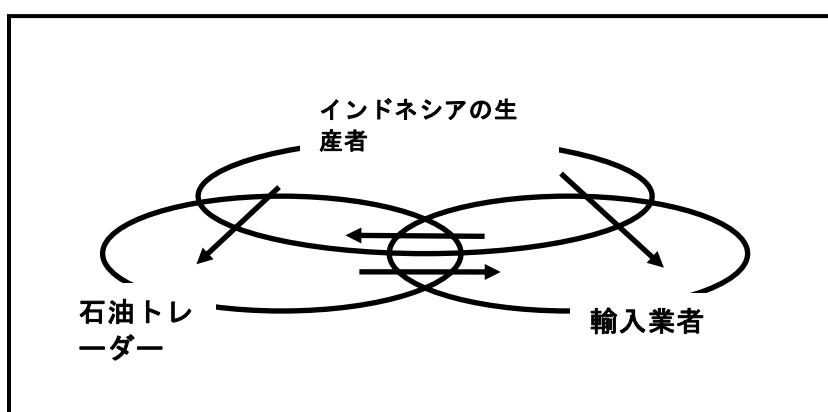 インドネシアの生
産者
石油トレ
ーダー
輸入業者